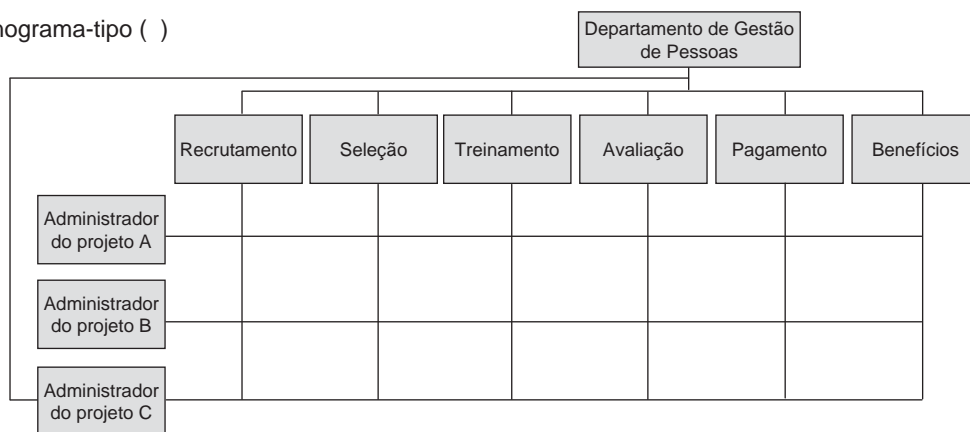 nograma-tipo ( )
Departamento de Gestão
de Pessoas
Recrutamento
Seleção
Treinamento
Avaliação
Pagamento
Benefícios
Administrador
do projeto A
Administrador
do projeto B
Administrador
do projeto C